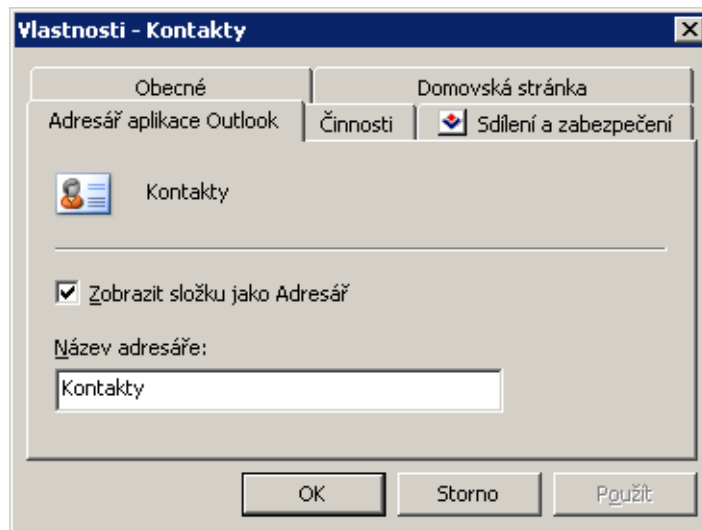 Vlastnosti - Kontakty
Obecné
Domovská stránka
Adresář aplikace Outlook
Činnosti
Sdílení a zabezpečení
Kontakty
Zobrazit složku jako Adresář
Název adresáře:
Kontakty
OK
Storno
Použít